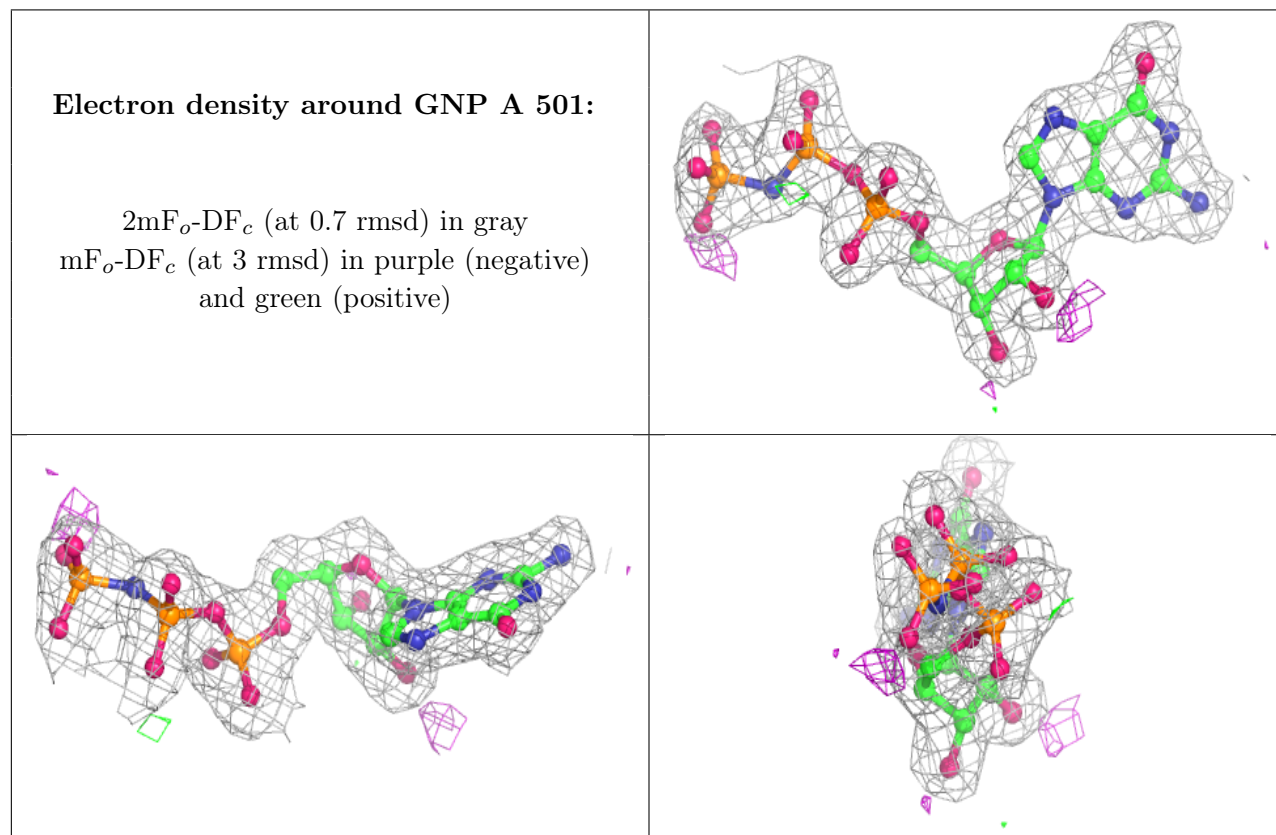 Electron density around GNP A 501:
2mFo-DFc (at 0.7 rmsd) in gray
mFo-DFc (at 3 rmsd) in purple (negative)
and green (positive)